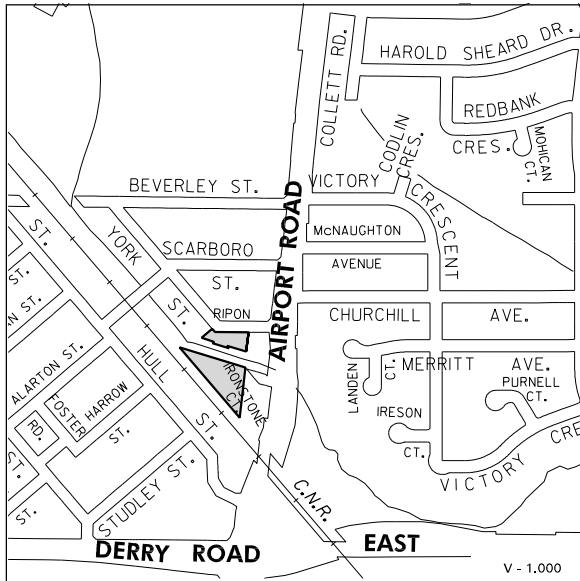 HAROLD SHEARD DR.
COLLETT RD.
REDBANK
CRES.
MOHICAN
CT.
CODLIN
CRES.
BEVERLEY ST.
VICTORY
CRESCENT
ST.
YORK
ST.
McNAUGHTON
SCARBORO
ST.
AVENUE
AIRPORT ROAD
ST.
RIPON
CHURCHILL AVE.
HULL
ST.
ALARTON ST.
IRONSTONE
CT.
MERRITT AVE.
LANDEN
CT.
PURNELL
CT.
FOSTER
RD.
HARROW
ST.
IRESON
CT.
VICTORY
STUDLEY ST.
ST.
ST.
C.N.R.
DERRY ROAD EAST
V - 1.000